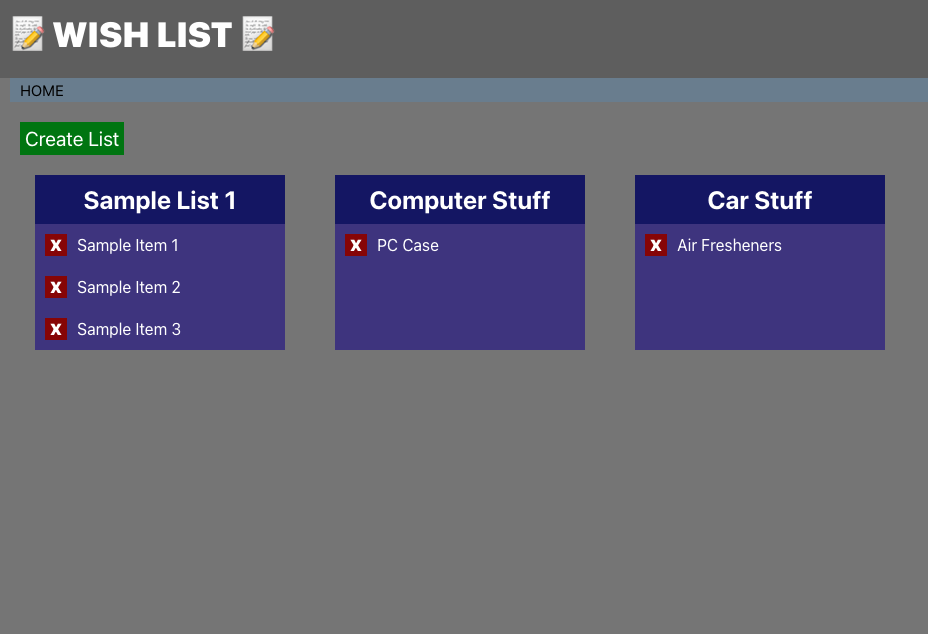 WISH LIST
HOME
Create List
Sample List 1
X Sample Item 1
X Sample Item 2
X Sample Item 3
Computer Stuff
X PC Case
Car Stuff
X Air Fresheners